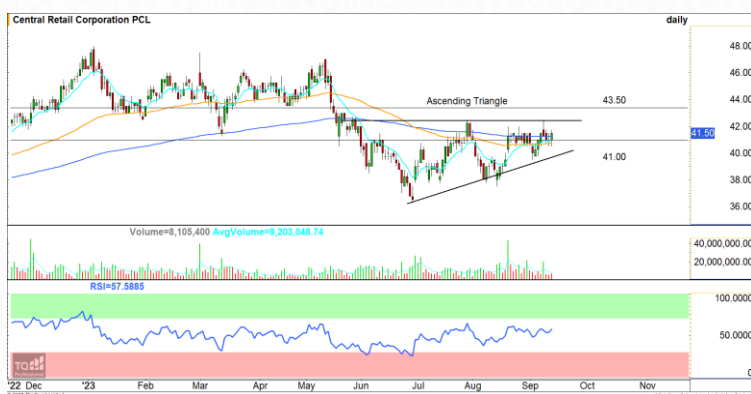 Central Retail Corporation PCL daily
48.00
46.00
44.00
Ascending Triangle 43.50
42.00
41.50
40.00
41.00
38.00
36.00
Volume=8,105,400 AvgVolume=9,203,846.74
40,000,000.00
20,000,000.00
RSI=57.5885
100.0000
50.0000
TQ
Professional
'22 Dec '23 Feb Mar Apr May Jun Jul Aug Sep Oct Nov